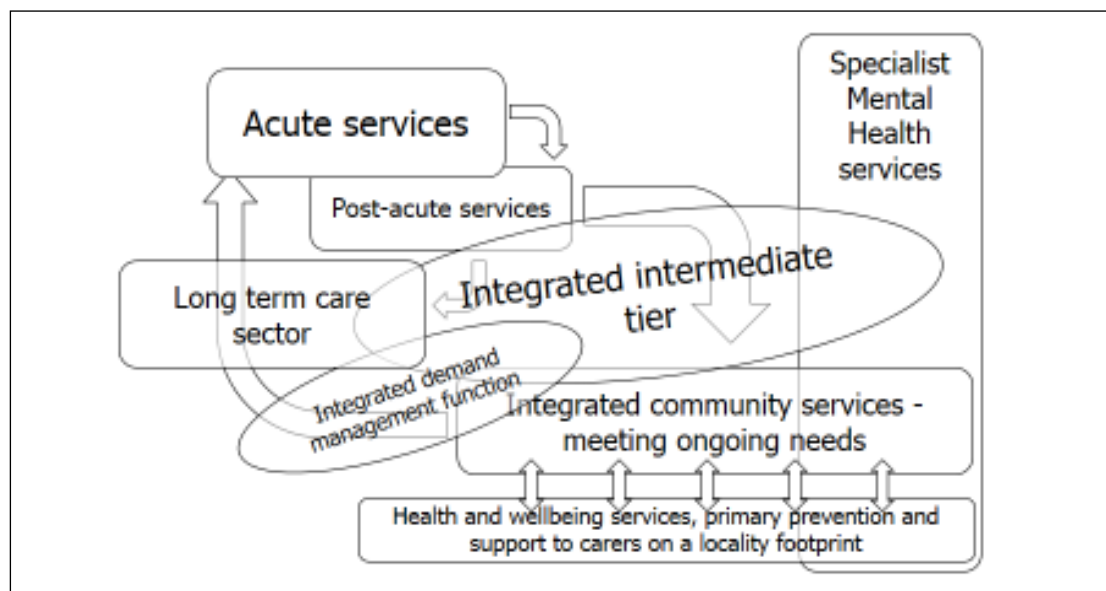 Acute services
Post-acute services
Specialist
Mental
Health
services
Long term care
sector
Integrated intermediate
tier
Integrated demand
management function
Integrated community services -
meeting ongoing needs
Health and wellbeing services, primary prevention and
support to carers on a locality footprint